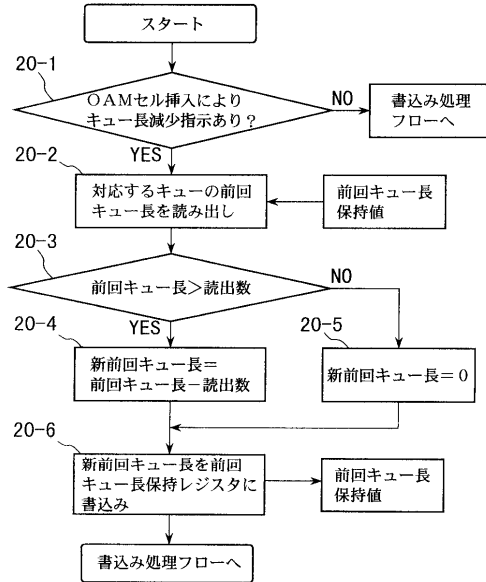 スタート
20-1
OAMセル挿入により
キュー長減少指示あり?
NO
書込み処理
フローへ
YES
20-2
対応するキューの前回
キュー長を読み出し
前回キュー長
保持値
20-3
前回キュー長>読出数
NO
YES
20-4
新前回キュー長=
前回キュー長-読出数
20-5
新前回キュー長=0
20-6
新前回キュー長を前回
キュー長保持レジスタに
書込み
前回キュー長
保持値
書込み処理フローへ